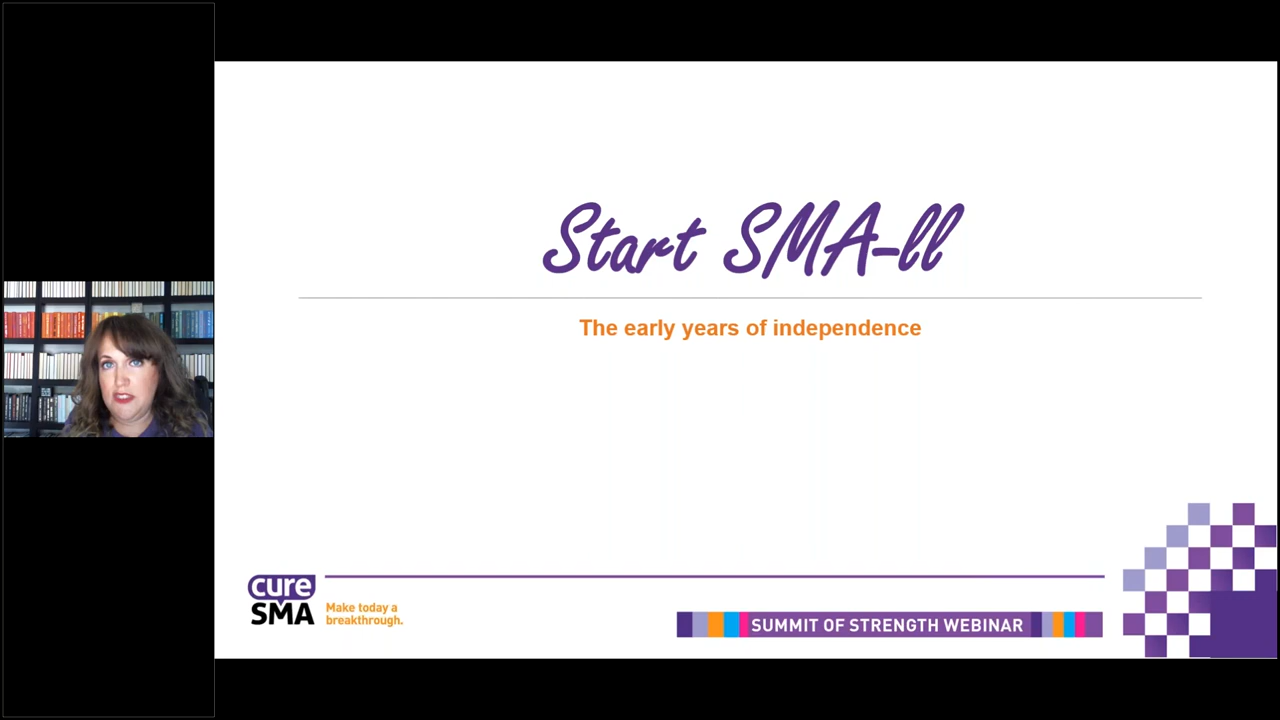 Start SMA-ll
The early years of independence
cure
SMA
Make today a
breakthrough.
SUMMIT OF STRENGTH WEBINAR